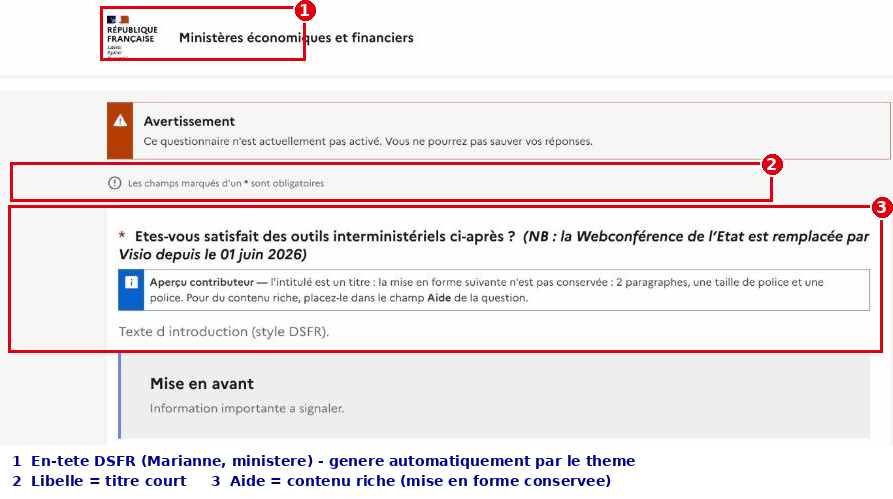 1
RÉPUBLIQUE
FRANÇAISE
Liberté
Égalité
Ministères économiques et financiers
Avertissement
Ce questionnaire n'est actuellement pas activé. Vous ne pourrez pas sauver vos réponses.
2
Les champs marqués d'un * sont obligatoires
3
* Etes-vous satisfait des outils interministériels ci-après ? (NB : la Webconférence de l’Etat est remplacée par
Visio depuis le 01 juin 2026)
Aperçu contributeur — l'intitulé est un titre : la mise en forme suivante n'est pas conservée : 2 paragraphes, une taille de police et une
police. Pour du contenu riche, placez-le dans le champ Aide de la question.
Texte d introduction (style DSFR).
Mise en avant
Information importante a signaler.
1 En-tete DSFR (Marianne, ministere) - genere automatiquement par le theme
2 Libelle = titre court 3 Aide = contenu riche (mise en forme conservee)